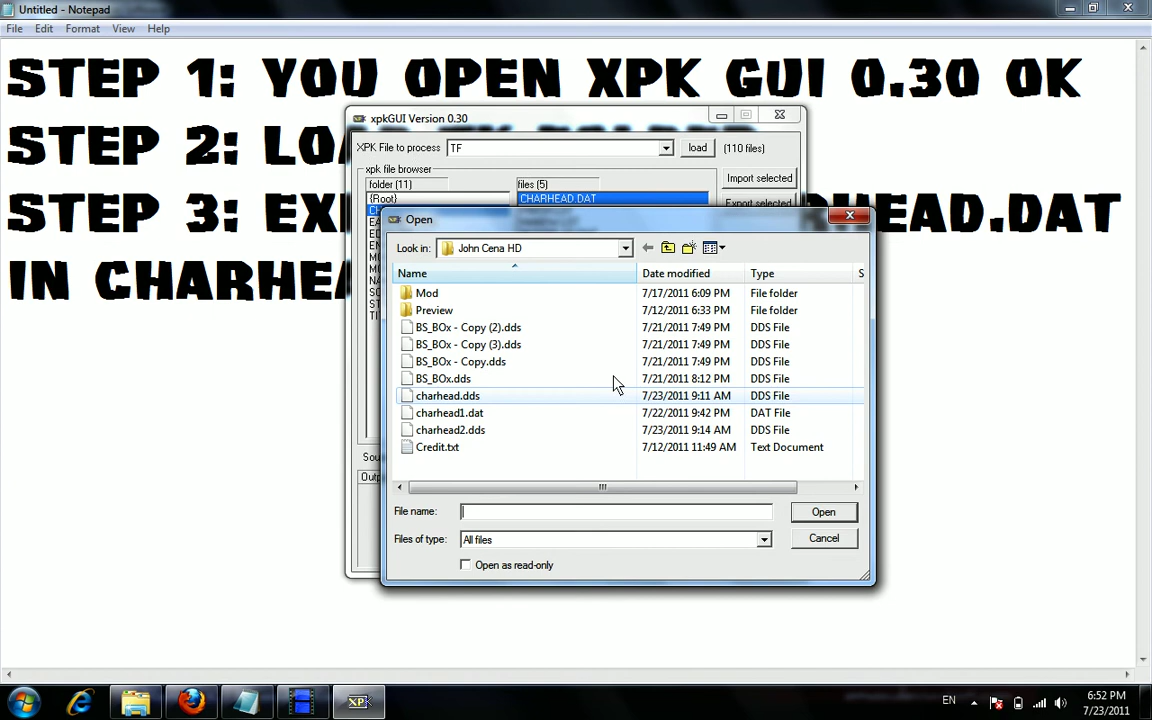 Untitled - Notepad
File Edit Format View Help
STEP 1: YOU OPEN XPK GUI 0.30 OK
STEP 2:
STEP 3:
IN
xpkGUI Version 0.30
XPK File to process TF load (110 files)
xpk file browser
folder (11) files (5)
{Root} CHARHEAD.DAT
Import selected
Export selected
Open
Look in: John Cena HD
Name Date modified Type
Mod 7/17/2011 6:09 PM File folder
Preview 7/12/2011 6:33 PM File folder
BS_BOx - Copy (2).dds 7/21/2011 7:49 PM DDS File
BS_BOx - Copy (3).dds 7/21/2011 7:49 PM DDS File
BS_BOx - Copy.dds 7/21/2011 7:49 PM DDS File
BS_BOx.dds 7/21/2011 8:12 PM DDS File
charhead.dds 7/23/2011 9:11 AM DDS File
charhead1.dat 7/22/2011 9:42 PM DAT File
charhead2.dds 7/23/2011 9:14 AM DDS File
Credit.txt 7/12/2011 11:49 AM Text Document
File name: Open
Files of type: All files Cancel
Open as read-only
XP
EN 6:52 PM
7/23/2011